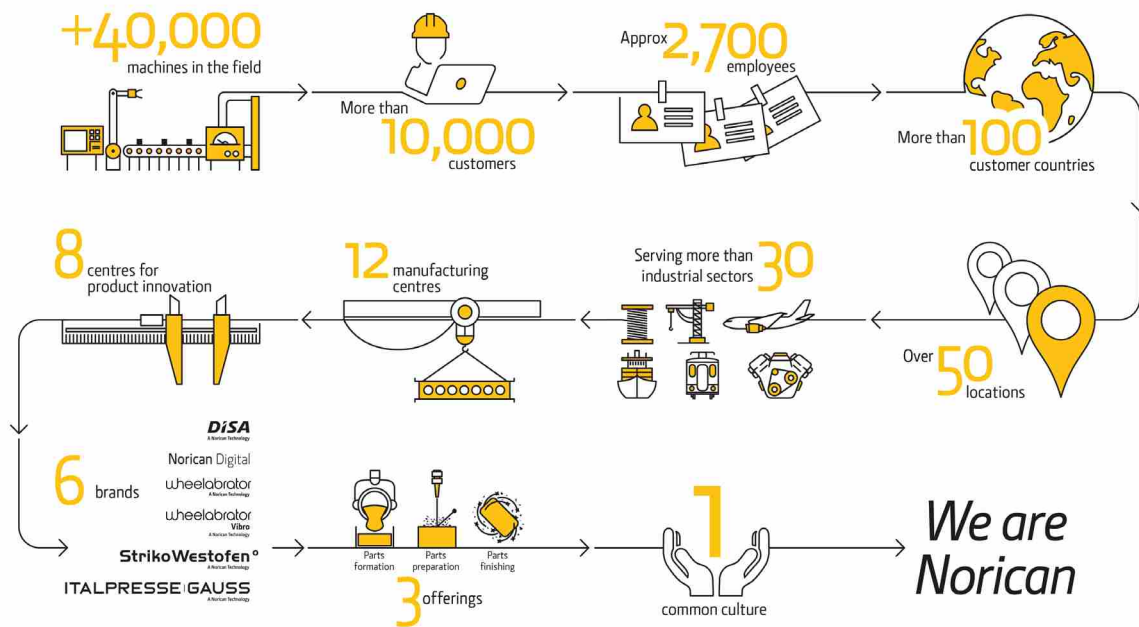 +40,000
machines in the field
More than
10,000
customers
Approx 2,700
employees
More than 100
customer countries
Over 50
locations
Serving more than 30
industrial sectors
12 manufacturing
centres
8 centres for
product innovation
6 brands
DISA
A Norican Technology
Norican Digital
wheelabrator
A Norican Technology
wheelabrator
Vibro
A Norican Technology
StrikoWestofen
A Norican Technology
ITALPRESSE GAUSS
A Norican Technology
Parts
formation
Parts
preparation
Parts
finishing
3 offerings
1
common culture
We are
Norican